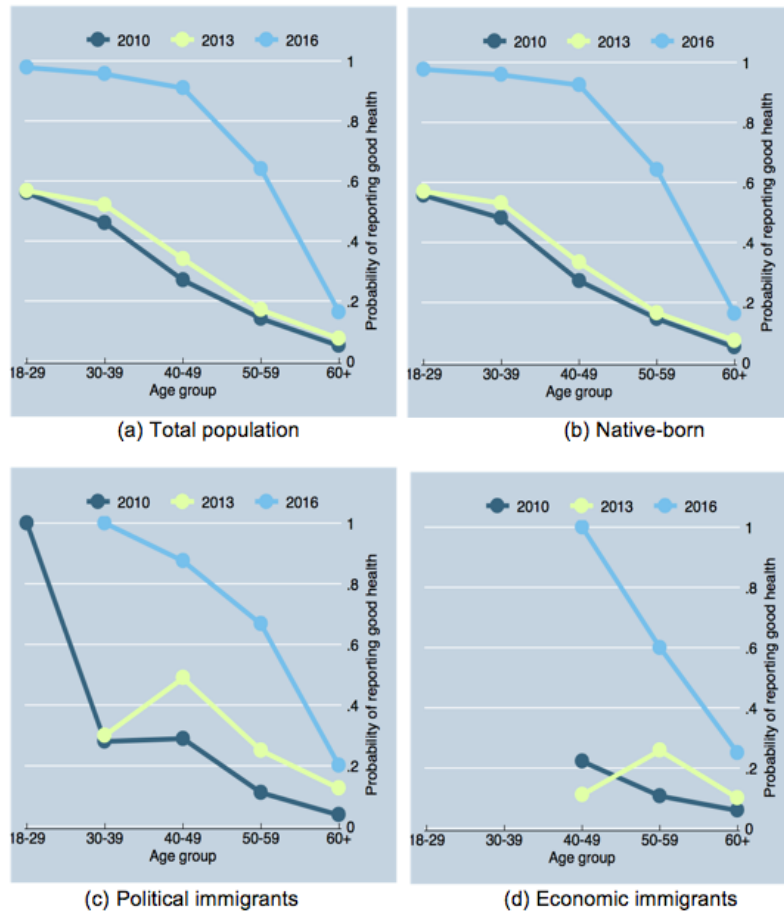 2010 2013 2016
1
.8
.6
.4
.2
0
Probability of reporting good health
18-29 30-39 40-49 50-59 60+
Age group
(a) Total population
2010 2013 2016
1
.8
.6
.4
.2
0
Probability of reporting good health
18-29 30-39 40-49 50-59 60+
Age group
(b) Native-born
2010 2013 2016
1
.8
.6
.4
.2
0
Probability of reporting good health
18-29 30-39 40-49 50-59 60+
Age group
(c) Political immigrants
2010 2013 2016
1
.8
.6
.4
.2
0
Probability of reporting good health
18-29 30-39 40-49 50-59 60+
Age group
(d) Economic immigrants